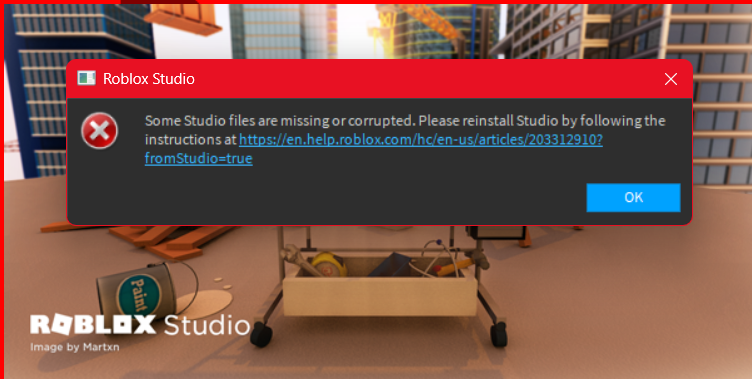 Roblox Studio
Some Studio files are missing or corrupted. Please reinstall Studio by following the
instructions at https://en.help.roblox.com/hc/en-us/articles/203312910?
fromStudio=true
OK
Paint
ROBLOX Studio
Image by Martxn